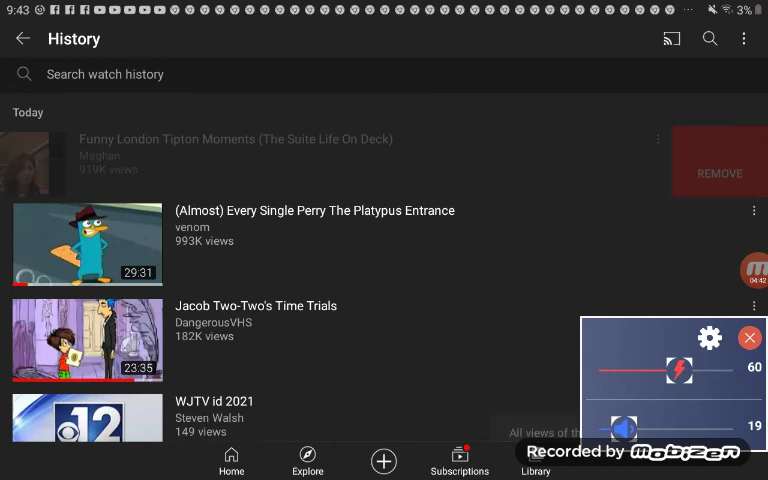 9:43
3%
History
Search watch history
Today
Funny London Tipton Moments (The Suite Life On Deck)
Meghan
919K views
REMOVE
(Almost) Every Single Perry The Platypus Entrance
venom
993K views
29:31
04:42
Jacob Two-Two's Time Trials
DangerousVHS
182K views
23:35
60
WJTV id 2021
Steven Walsh
149 views
12
19
All views of th
Recorded by MOBIZEN
Home
Explore
Subscriptions
Library